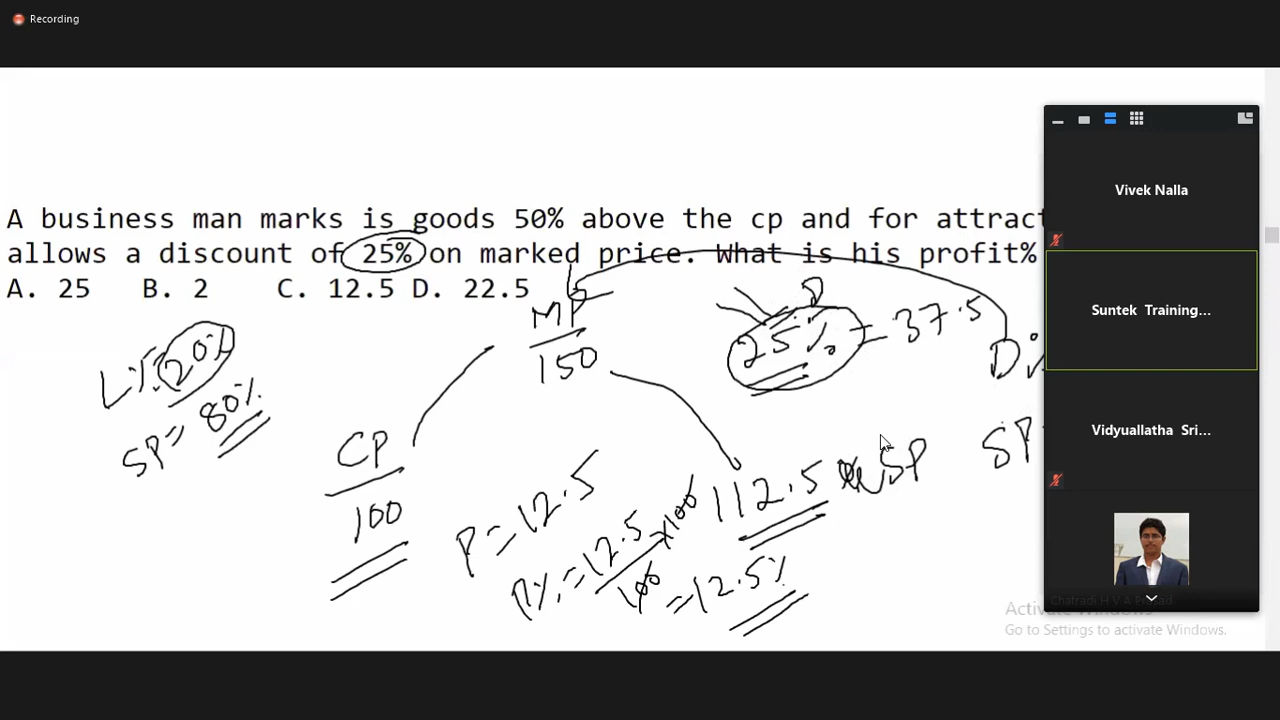 Recording
A business man marks is goods 50% above the cp and for attract
allows a discount of 25% on marked price. What is his profit%
A. 25 B. 2 C. 12.5 D. 22.5
MP
150
D
25% = 37.5
D%
L% = 20%
SP = 80%
CP
100
P = 12.5
P% = 12.5/100 ×100
= 12.5%
112.5 SP
SP
Vivek Nalla
Suntek Training...
Vidyuallatha Sri...
Chatradi H V A Prasad
Activate Windows
Go to Settings to activate Windows.